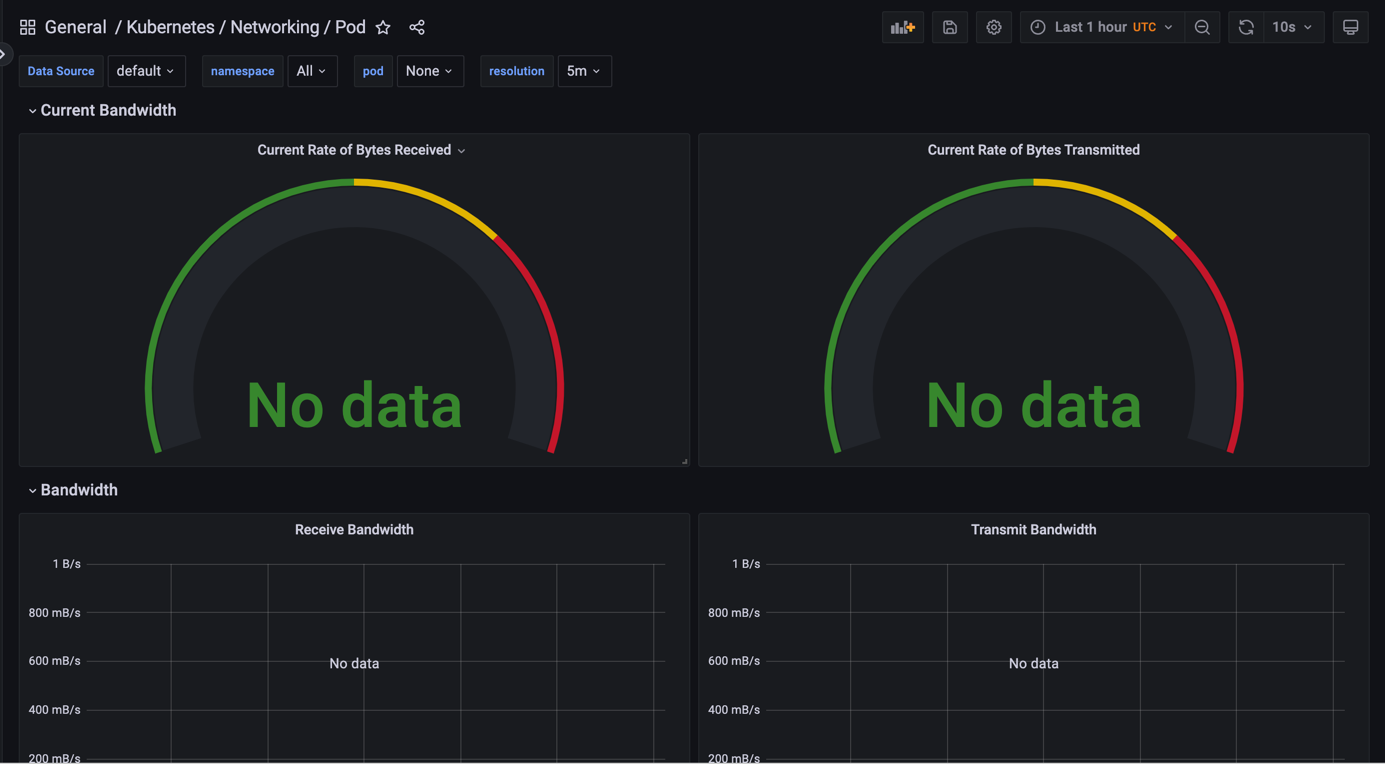 General / Kubernetes / Networking / Pod
Last 1 hour UTC
10s
Data Source default namespace All pod None resolution 5m
Current Bandwidth
Current Rate of Bytes Received
No data
Current Rate of Bytes Transmitted
No data
Bandwidth
Receive Bandwidth
1 B/s
800 mB/s
600 mB/s
400 mB/s
200 mB/s
No data
Transmit Bandwidth
1 B/s
800 mB/s
600 mB/s
400 mB/s
200 mB/s
No data